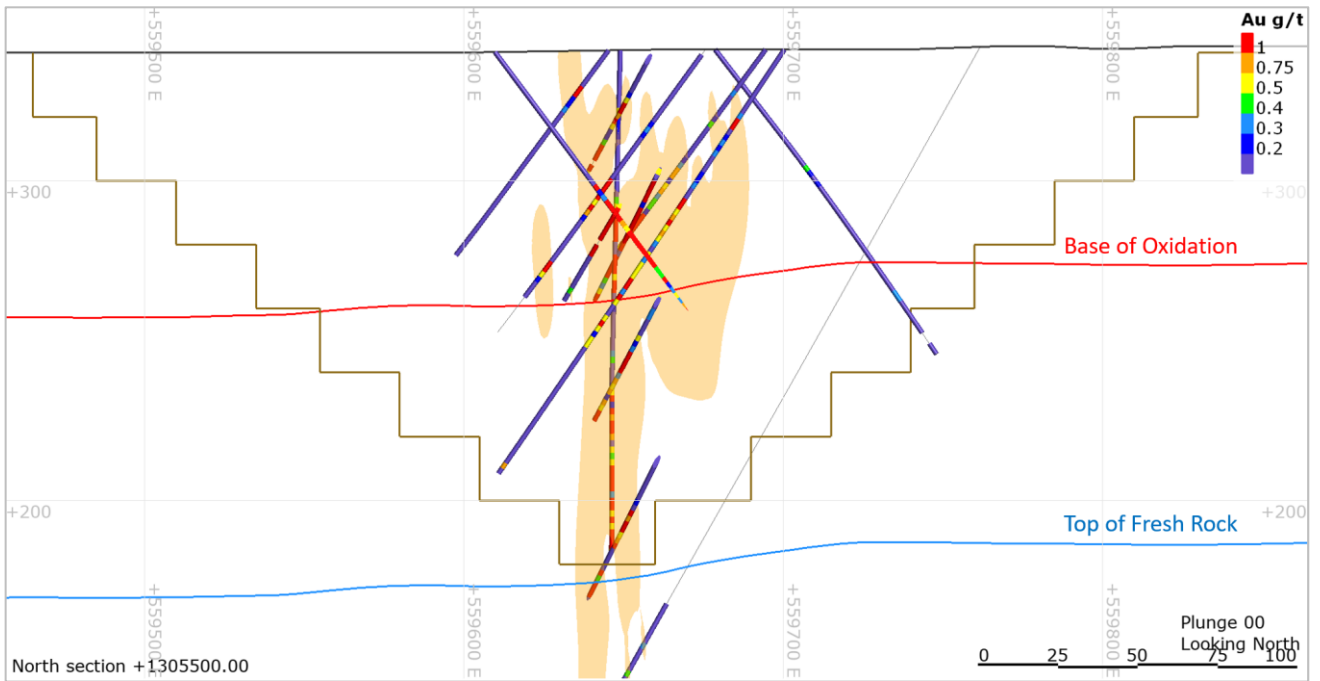 +559500 E
+559600 E
+559700 E
+559800 E
Au g/t
1
0.75
0.5
0.4
0.3
0.2
+300
+300
Base of Oxidation
+200
+200
Top of Fresh Rock
+559500 E
+559600 E
+559700 E
+559800 E
Plunge 00
Looking North
0 25 50 75 100
North section +1305500.00